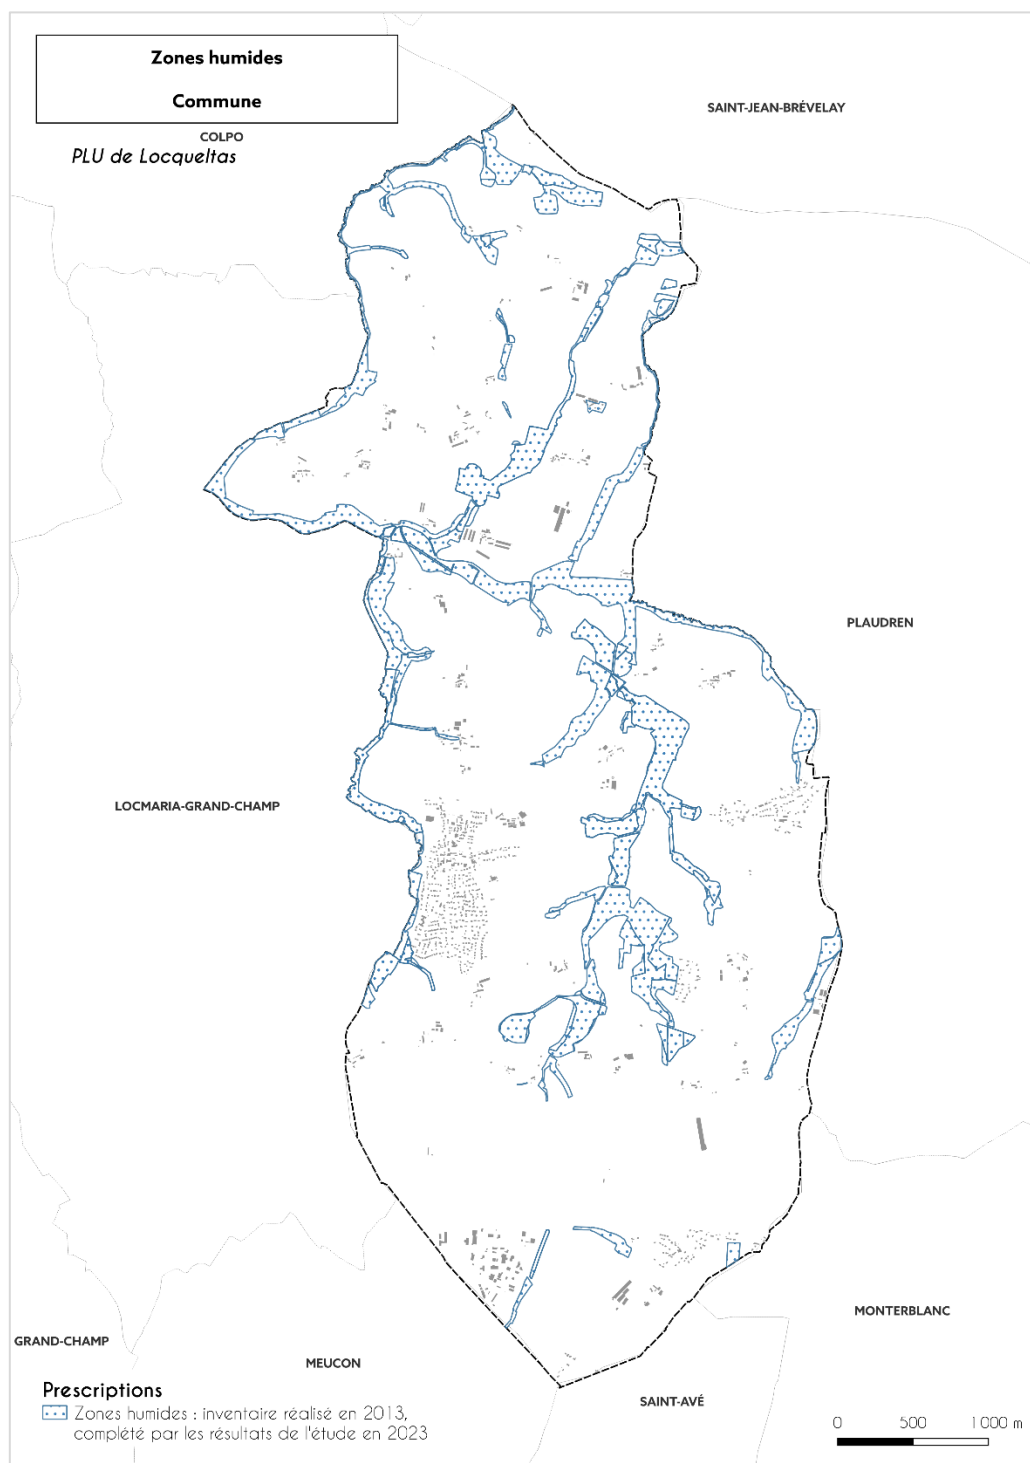 Zones humides
Commune
COLPO
PLU de Locqueltas
SAINT-JEAN-BRÉVELAY
PLAUDREN
LOCMARIA-GRAND-CHAMP
MONTERBLANC
GRAND-CHAMP
MEUCON
SAINT-AVÉ
Prescriptions
Zones humides : inventaire réalisé en 2013,
complété par les résultats de l'étude en 2023
0 500 1 000 m